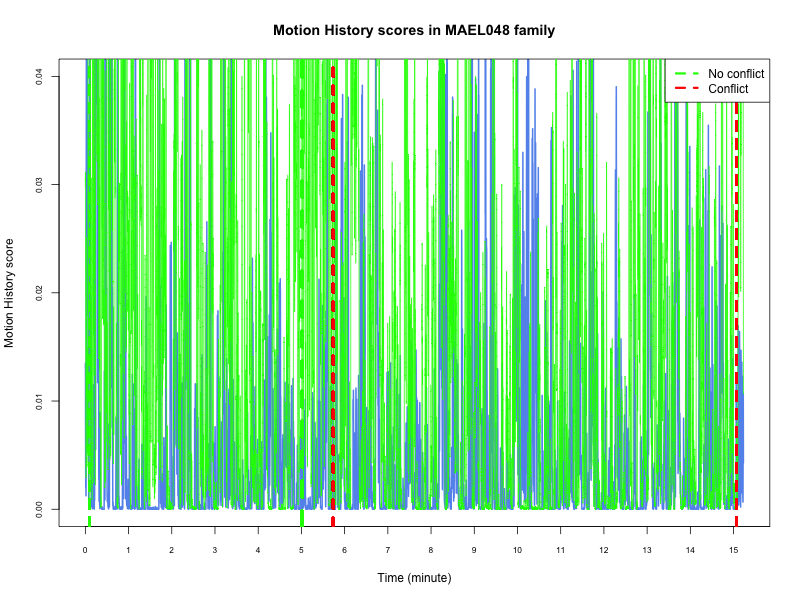 Motion History scores in MAEL048 family
No conflict
Conflict
Motion History score
0.04
0.03
0.02
0.01
0.00
0 1 2 3 4 5 6 7 8 9 10 11 12 13 14 15
Time (minute)